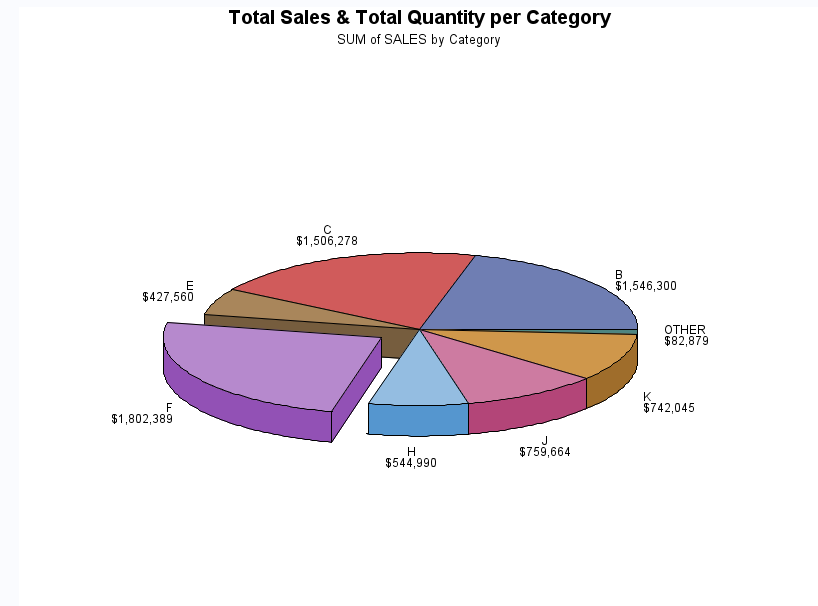 Total Sales & Total Quantity per Category
SUM of SALES by Category
C
$1,506,278
B
$1,546,300
E
$427,560
OTHER
$82,879
K
$742,045
F
$1,802,389
J
$759,664
H
$544,990